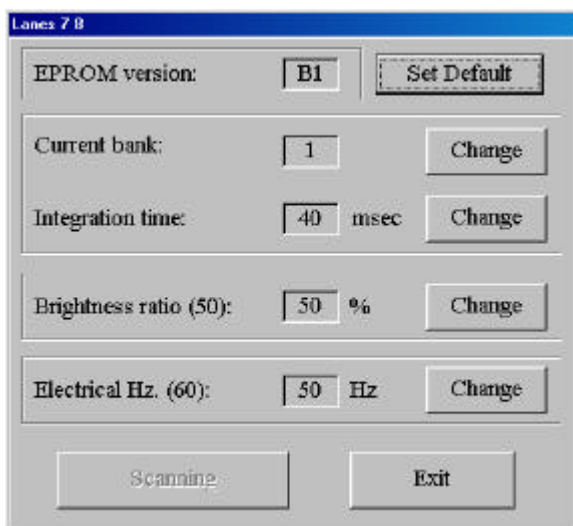 Lanes 7 8
EPROM version: B1 Set Default
Current bank: 1 Change
Integration time: 40 msec Change
Brightness ratio (50): 50 % Change
Electrical Hz. (60): 50 Hz Change
Scanning Exit